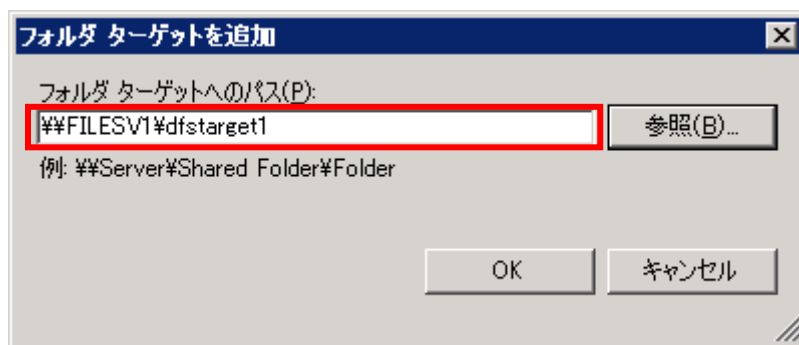 フォルダ ターゲットを追加
フォルダ ターゲットへのパス(P):
¥¥FILESV1¥dfstarget1
参照(B)...
例: ¥¥Server¥Shared Folder¥Folder
OK
キャンセル